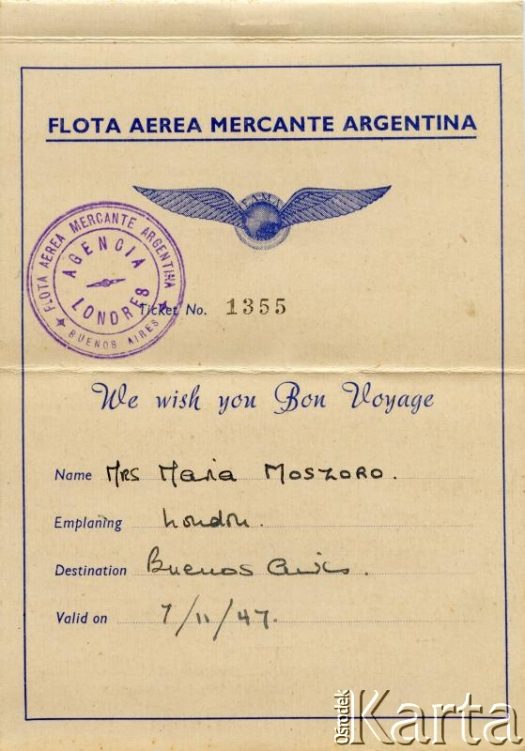 FLOTA AEREA MERCANTE ARGENTINA
FAMA
FLOTA AEREA MERCANTE ARGENTINA
AGENCIA
LONDRES
BUENOS AIRES
Ticket No. 1355
We wish you Bon Voyage
Name Mrs Maria Moszoro.
Emplaning London.
Destination Buenos Aires.
Valid on 7/11/47.
Ośrodek
Karta